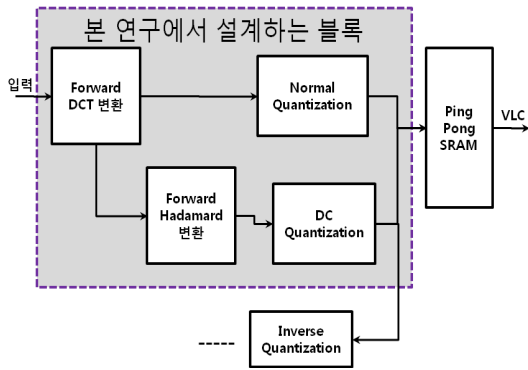 본 연구에서 설계하는 블록
입력
Forward
DCT 변환
Normal
Quantization
Ping
Pong
SRAM
VLC
Forward
Hadamard
변환
DC
Quantization
Inverse
Quantization